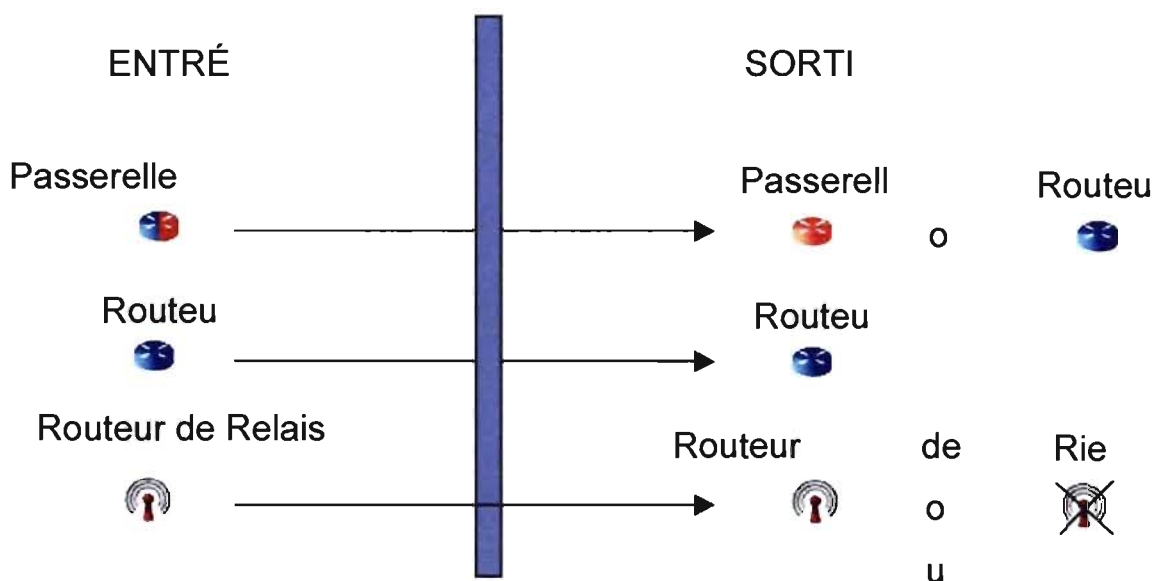 ENTRÉ SORTI
Passerelle Passerell Routeu
o
Routeu Routeu
Routeur de Relais Routeur de Rie
o
u